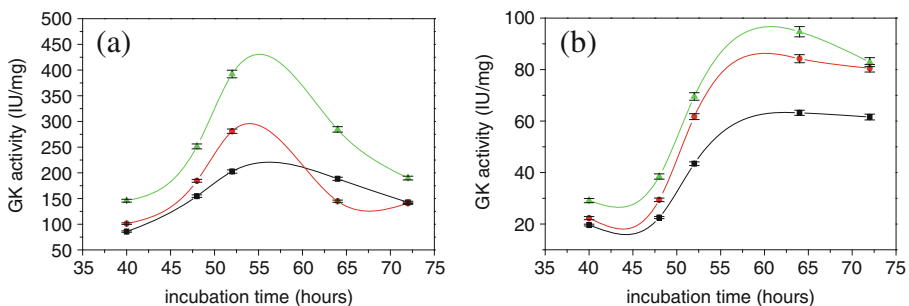 (a)
GK activity (IU/mg)
500
450
400
350
300
250
200
150
100
50
35 40 45 50 55 60 65 70 75
incubation time (hours)
(b)
GK activity (IU/mg)
100
80
60
40
20
35 40 45 50 55 60 65 70 75
incubation time (hours)